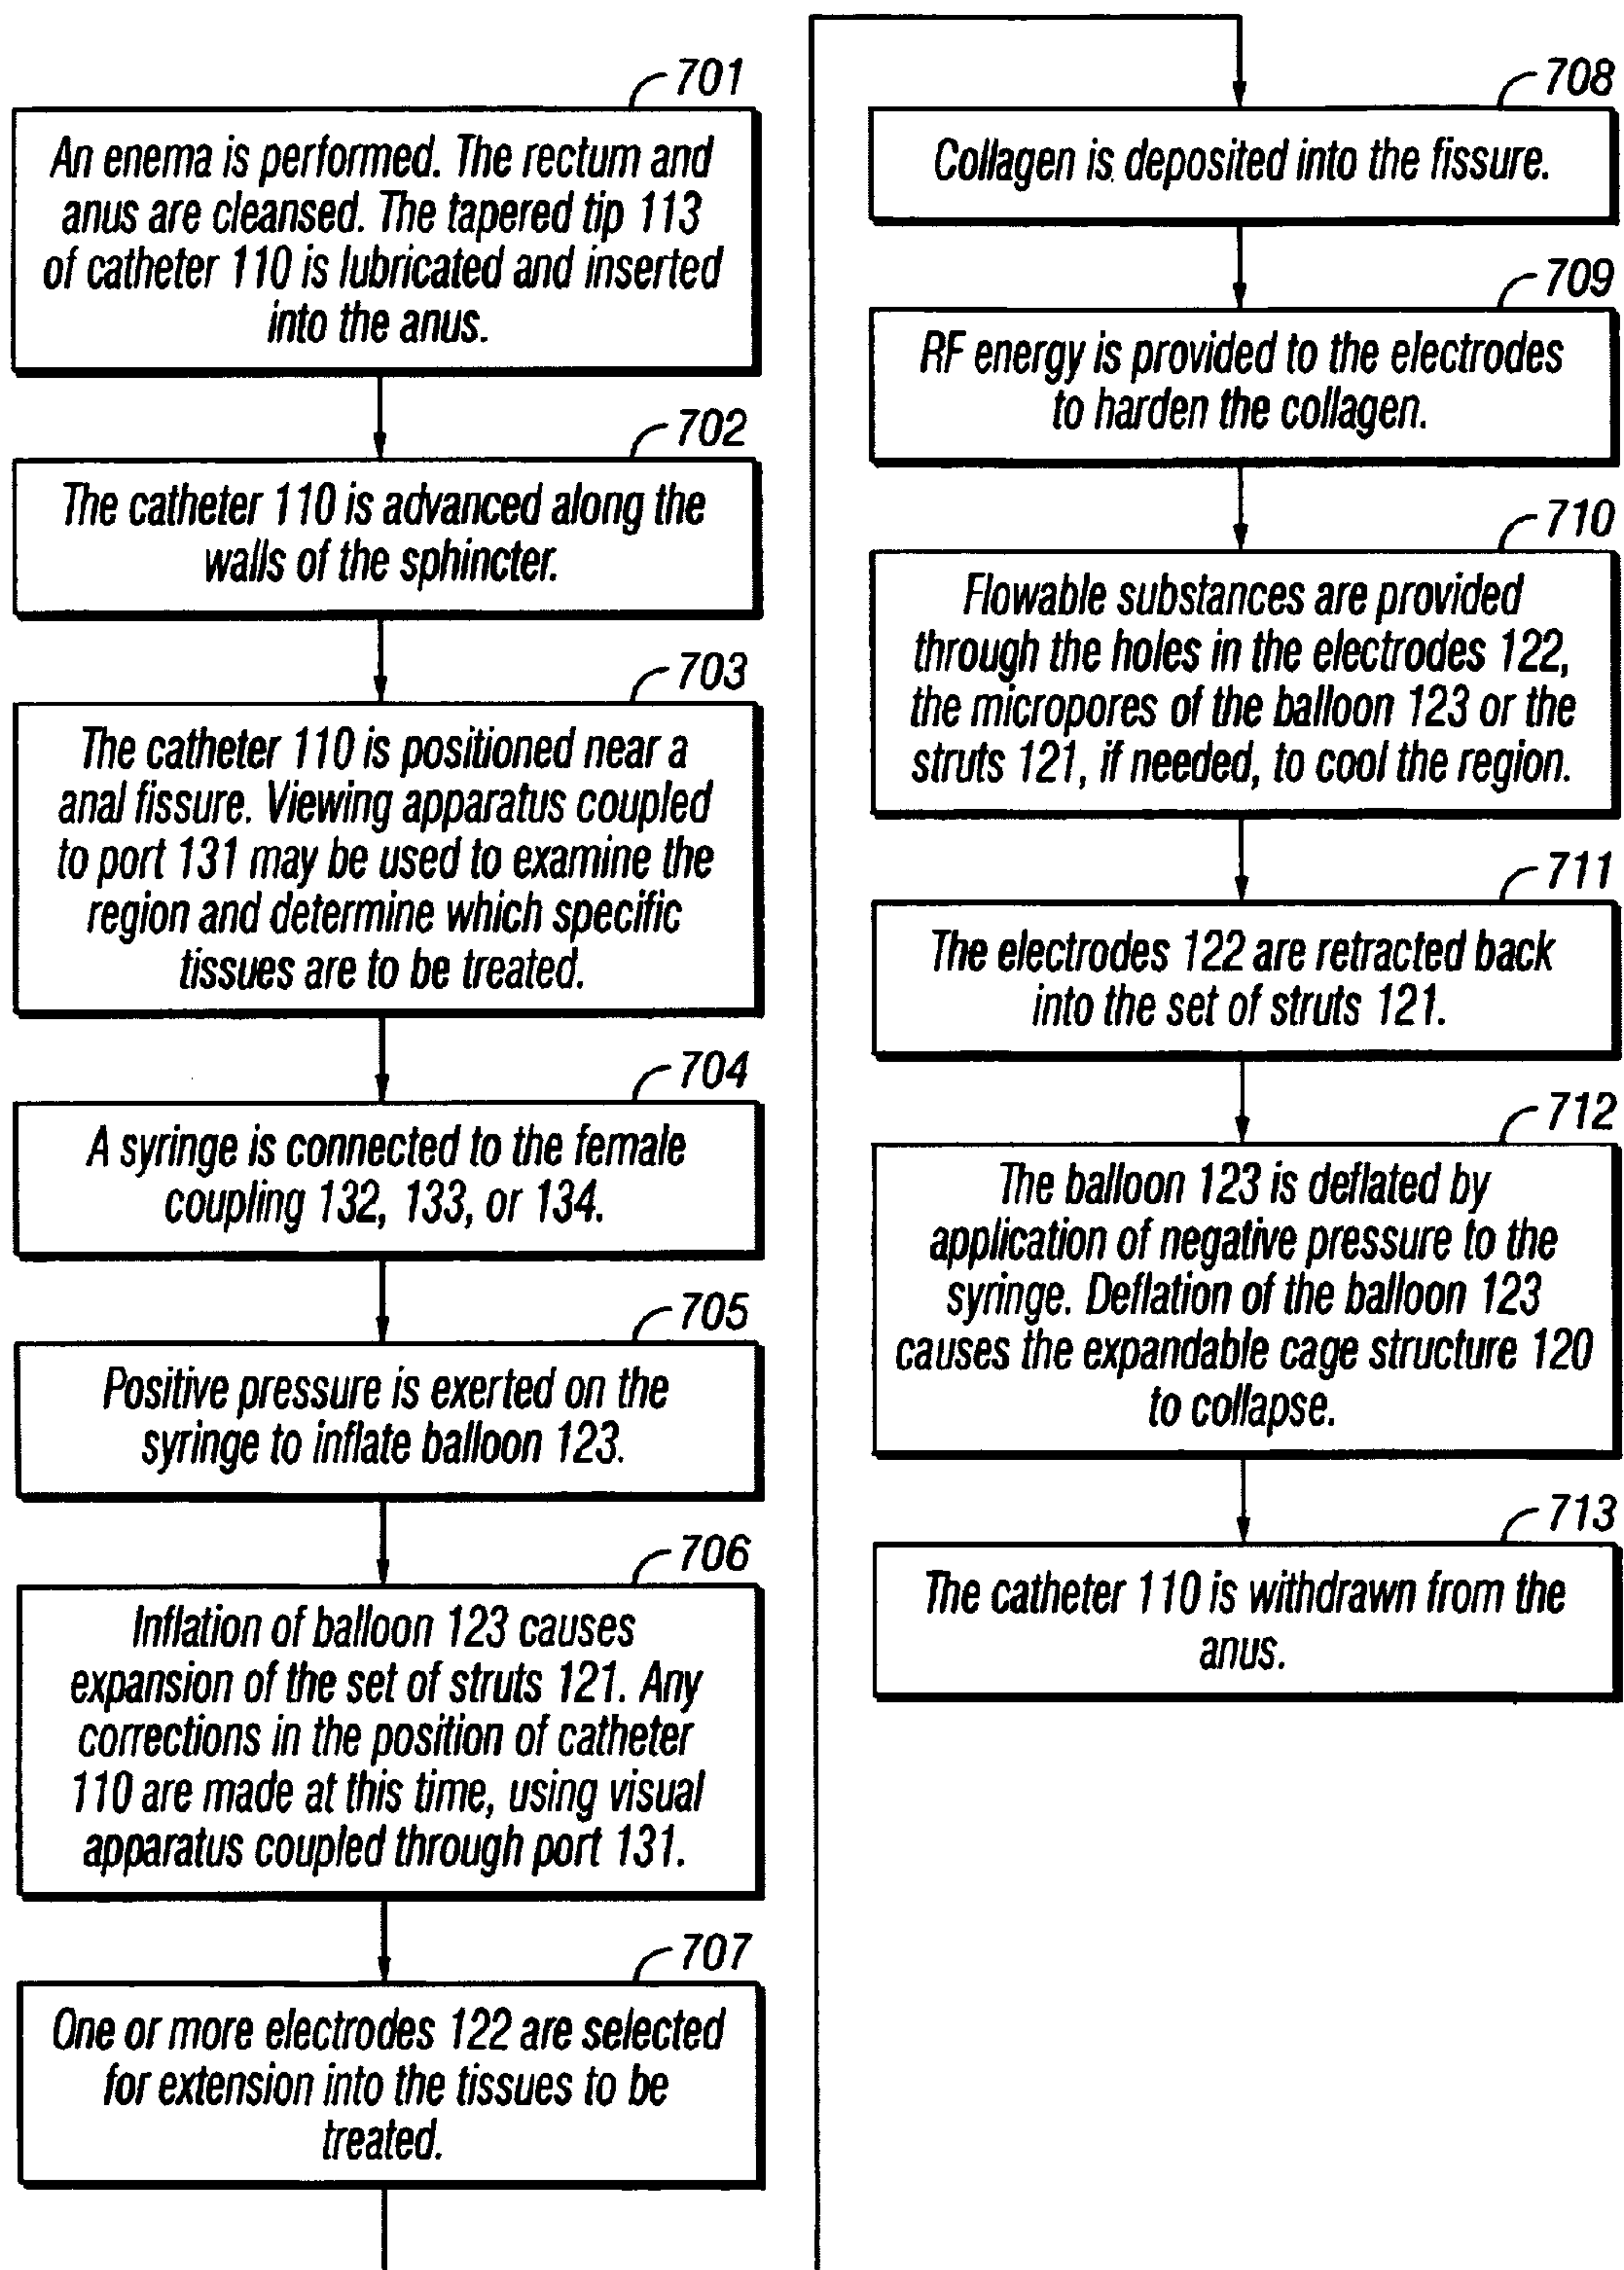 701
An enema is performed. The rectum and
anus are cleansed. The tapered tip 113
of catheter 110 is lubricated and inserted
into the anus.
702
The catheter 110 is advanced along the
walls of the sphincter.
703
The catheter 110 is positioned near a
anal fissure. Viewing apparatus coupled
to port 131 may be used to examine the
region and determine which specific
tissues are to be treated.
704
A syringe is connected to the female
coupling 132, 133, or 134.
705
Positive pressure is exerted on the
syringe to inflate balloon 123.
706
Inflation of balloon 123 causes
expansion of the set of struts 121. Any
corrections in the position of catheter
110 are made at this time, using visual
apparatus coupled through port 131.
707
One or more electrodes 122 are selected
for extension into the tissues to be
treated.
708
Collagen is deposited into the fissure.
709
RF energy is provided to the electrodes
to harden the collagen.
710
Flowable substances are provided
through the holes in the electrodes 122,
the micropores of the balloon 123 or the
struts 121, if needed, to cool the region.
711
The electrodes 122 are retracted back
into the set of struts 121.
712
The balloon 123 is deflated by
application of negative pressure to the
syringe. Deflation of the balloon 123
causes the expandable cage structure 120
to collapse.
713
The catheter 110 is withdrawn from the
anus.